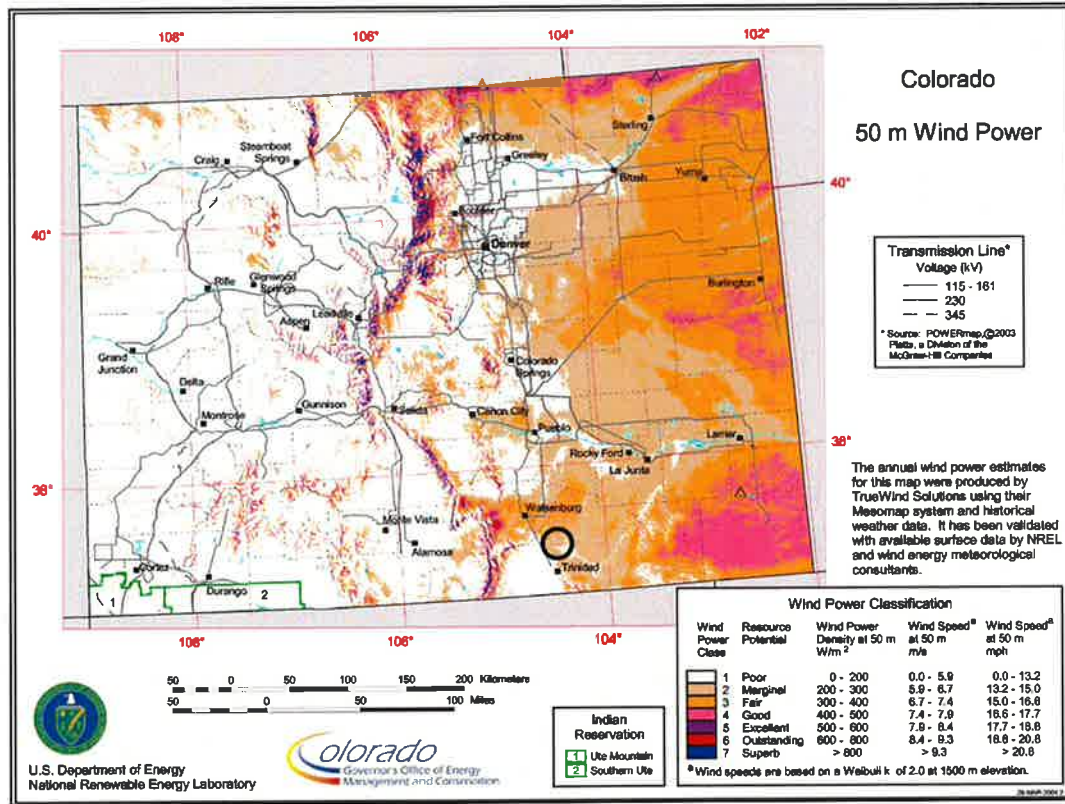 108°
106°
104°
102°
Colorado
50 m Wind Power
Sterling
Fort Collins
Steamboat
Springs
Greeley
Craig
Brush
Yuma
40°
Boulder
40°
Denver
Transmission Line*
Voltage (kV)
115 - 161
230
345
* Source: POWERmap, ©2003
Platts, a Division of the
McGraw-Hill Companies
Glenwood
Springs
Rifle
Burlington
Leadville
Aspen
Grand
Junction
Colorado
Springs
Delta
Gunnison
Salida
Canon City
Montrose
Pueblo
Lamar
38°
Rocky Ford
La Junta
The annual wind power estimates
for this map were produced by
TrueWind Solutions using their
Mesomap system and historical
weather data. It has been validated
with available surface data by NREL
and wind energy meteorological
consultants.
38°
Walsenburg
Monte Vista
Alamosa
Trinidad
Cortez
Durango
1
2
108°
106°
104°
Wind Power Classification
Wind Resource Wind Power Wind Speed a Wind Speed a
Power Potential Density at 50 m at 50 m at 50 m
Class W/m 2 m/s mph
1 Poor 0 - 200 0.0 - 5.9 0.0 - 13.2
2 Marginal 200 - 300 5.9 - 6.7 13.2 - 15.0
3 Fair 300 - 400 6.7 - 7.4 15.0 - 16.6
4 Good 400 - 500 7.4 - 7.9 16.6 - 17.7
5 Excellent 500 - 600 7.9 - 8.4 17.7 - 18.8
6 Outstanding 600 - 800 8.4 - 9.3 18.8 - 20.8
7 Superb > 800 > 9.3 > 20.8
a Wind speeds are based on a Weibull k of 2.0 at 1500 m elevation.
50 0 50 100 150 200 Kilometers
50 0 50 100 Miles
Indian
Reservation
1 Ute Mountain
2 Southern Ute
U.S. Department of Energy
National Renewable Energy Laboratory
Colorado
Governor's Office of Energy
Management and Conservation